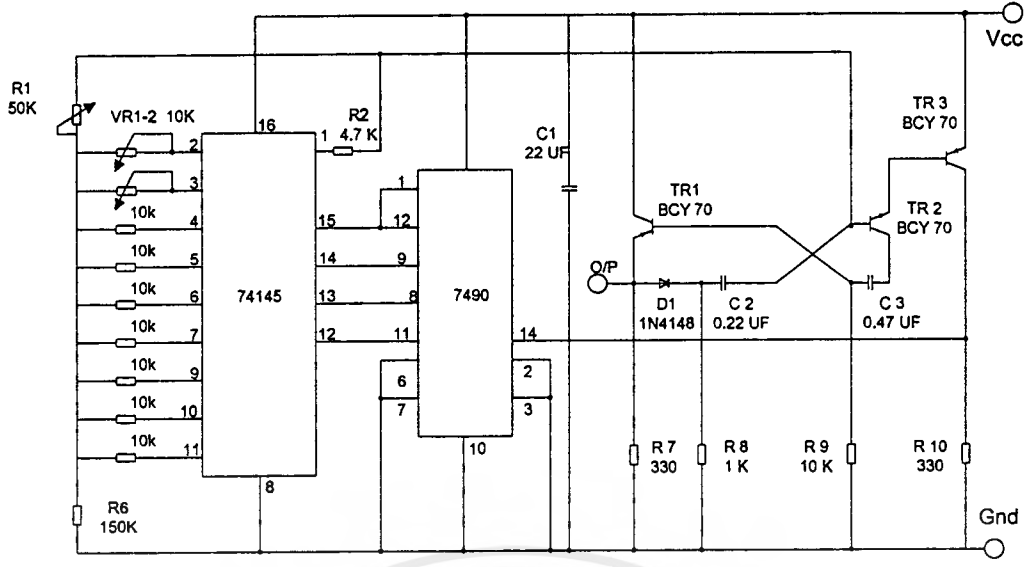 Vcc
R1
50K
VR1-2 10K
16
1
R2
4.7 K
C1
22 UF
TR 3
BCY 70
2
3
10k
4
10k
5
10k
6
10k
7
10k
9
10k
10
10k
11
74145
15
14
13
12
8
1
12
9
8
11
6
7
7490
14
2
3
10
TR1
BCY 70
TR 2
BCY 70
O/P
D1
1N4148
C 2
0.22 UF
C 3
0.47 UF
R 7
330
R 8
1 K
R 9
10 K
R 10
330
R6
150K
Gnd